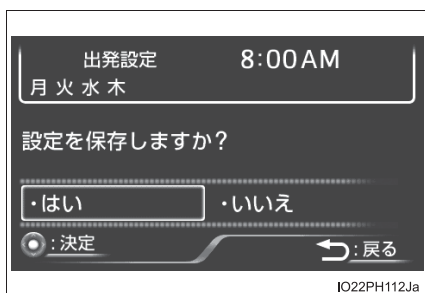 出発設定 8:00AM
月火水木
設定を保存しますか?
・はい ・いいえ
:決定 :戻る
IO22PH112Ja